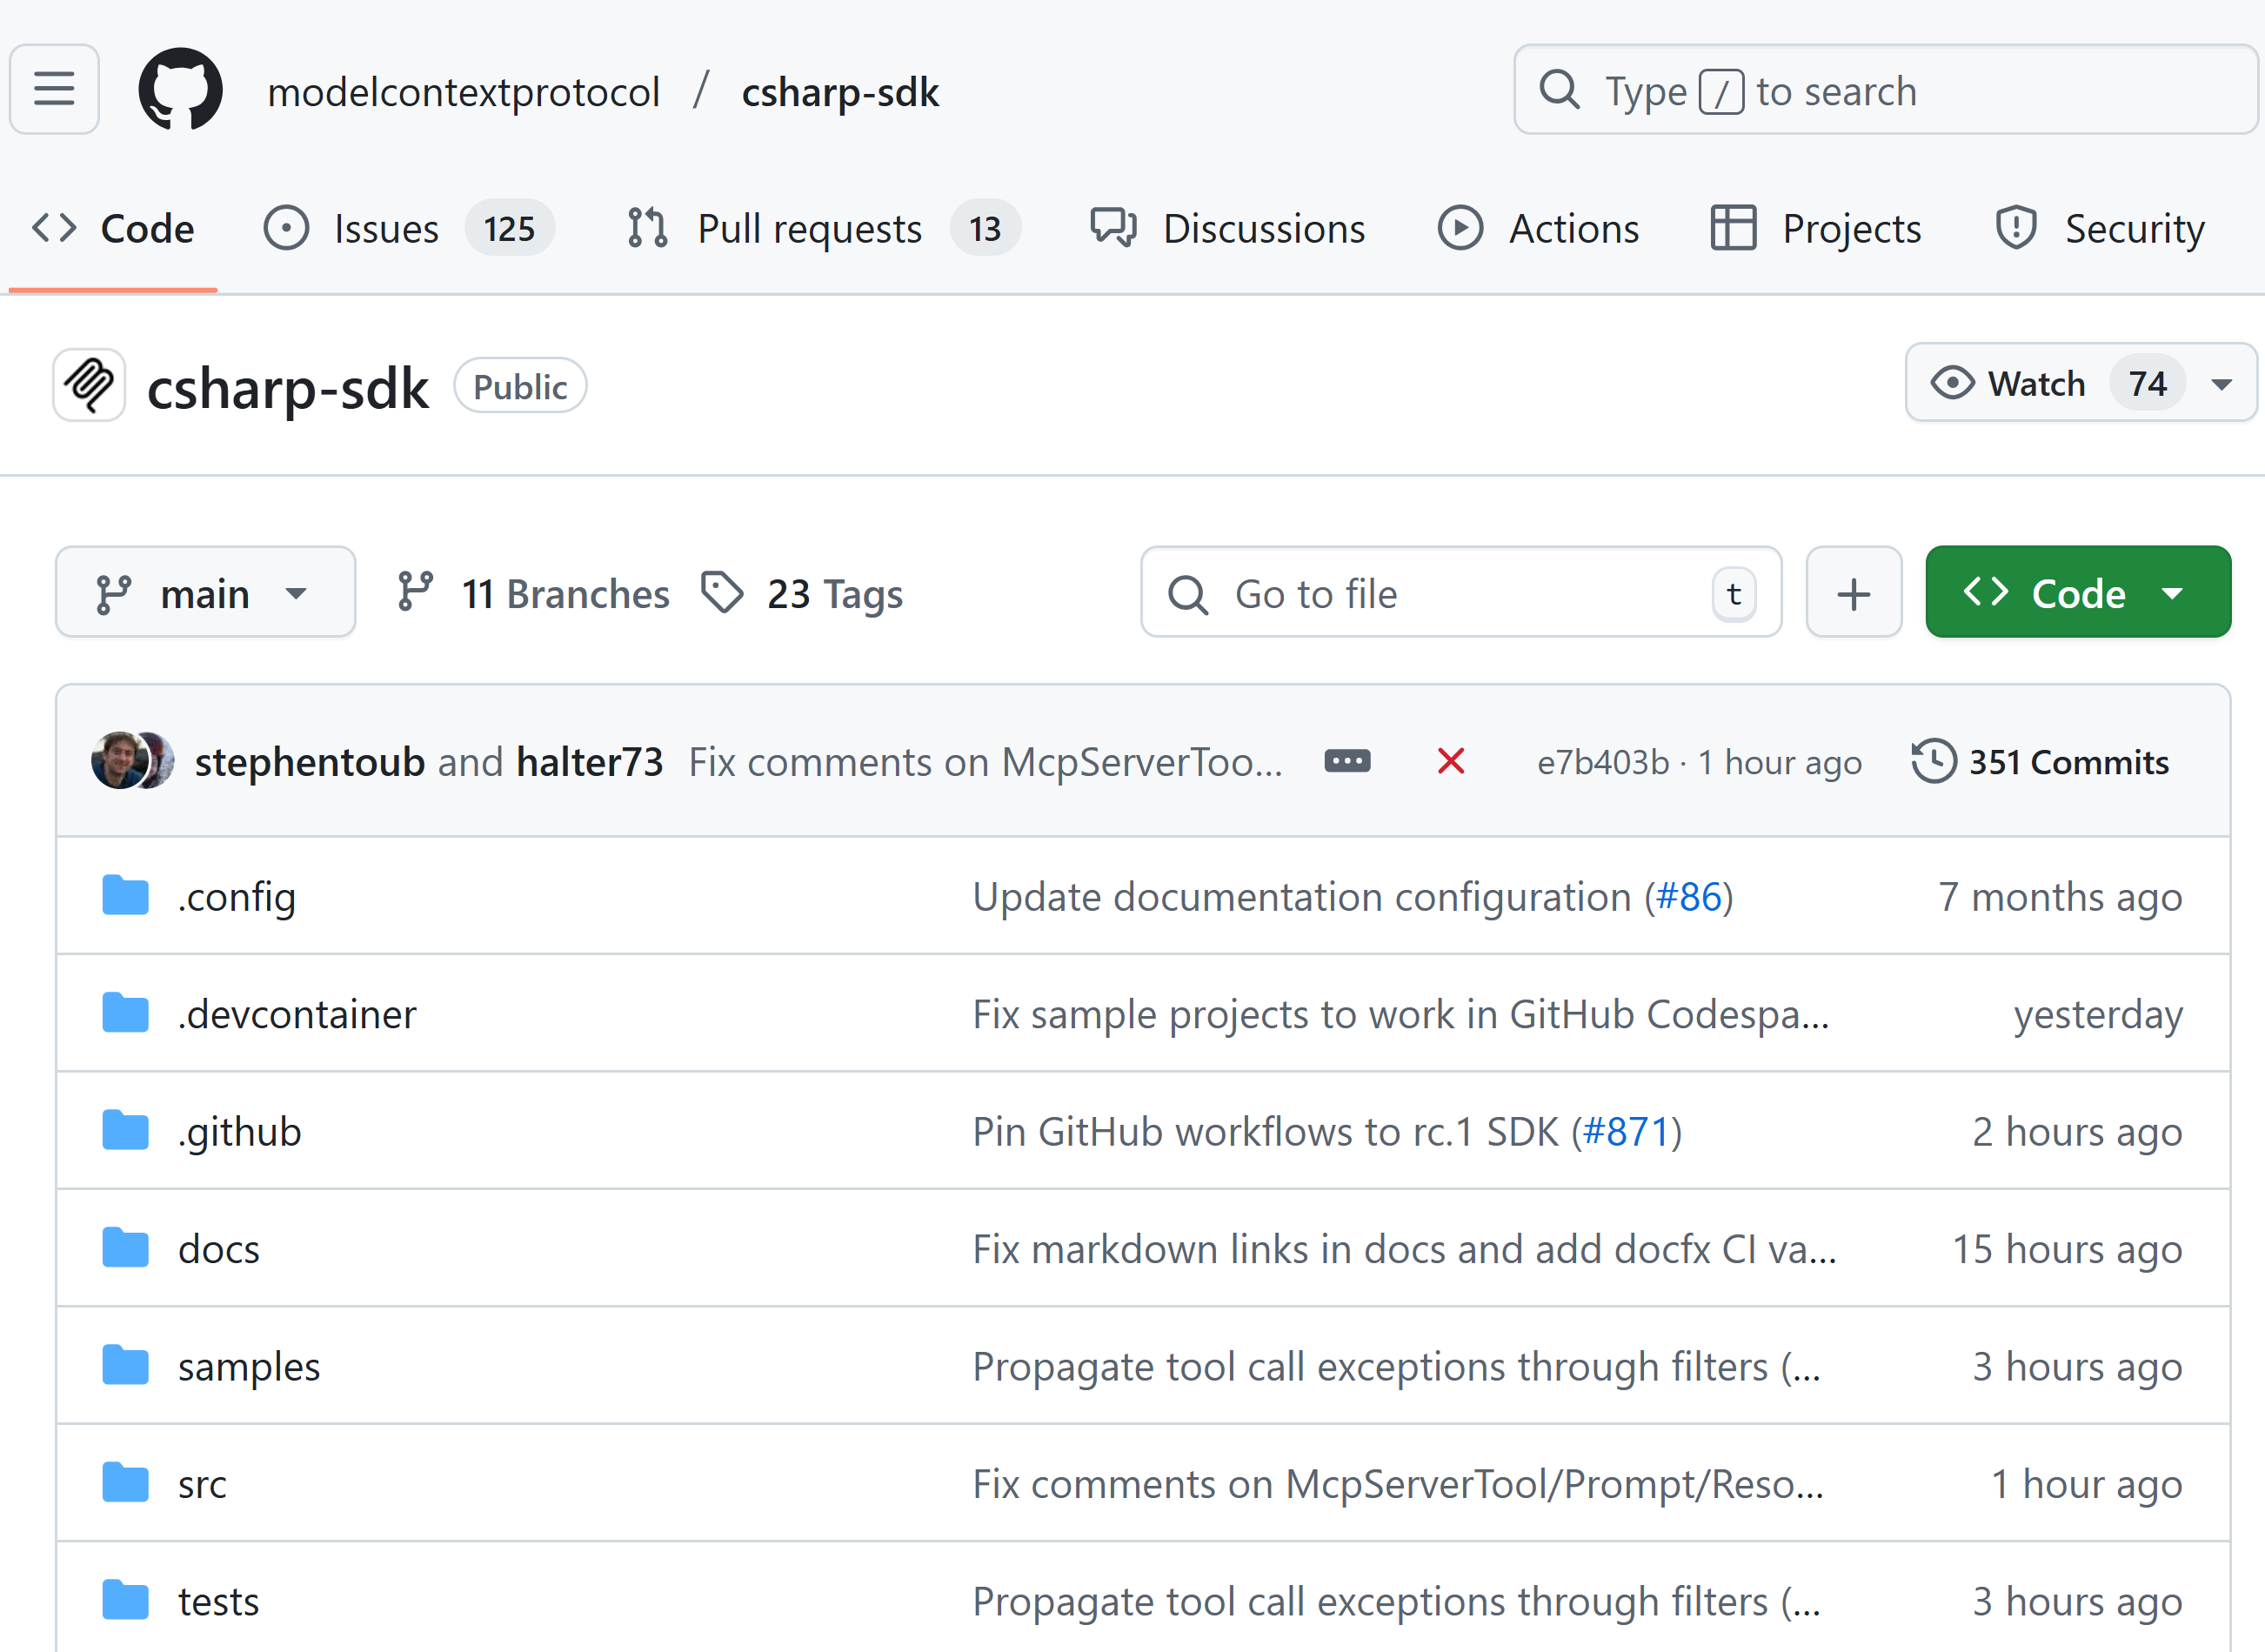 modelcontextprotocol / csharp-sdk
Type / to search
Code Issues 125 Pull requests 13 Discussions Actions Projects Security
csharp-sdk Public Watch 74
main 11 Branches 23 Tags Go to file t Code
stephentoub and halter73 Fix comments on McpServerToo... e7b403b · 1 hour ago 351 Commits
.config Update documentation configuration (#86) 7 months ago
.devcontainer Fix sample projects to work in GitHub Codespa... yesterday
.github Pin GitHub workflows to rc.1 SDK (#871) 2 hours ago
docs Fix markdown links in docs and add docfx CI va... 15 hours ago
samples Propagate tool call exceptions through filters (... 3 hours ago
src Fix comments on McpServerTool/Prompt/Reso... 1 hour ago
tests Propagate tool call exceptions through filters (... 3 hours ago